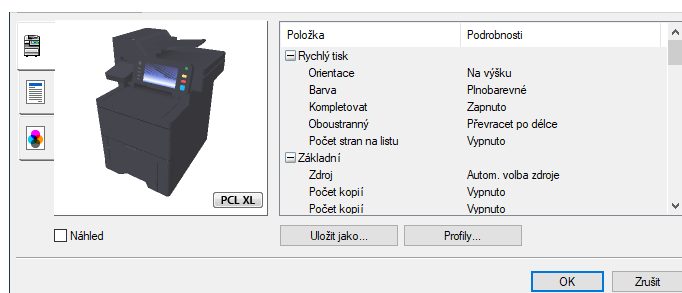 Položka Podrobnosti
Rychlý tisk
Orientace Na výšku
Barva Plnobarevné
Kompletovat Zapnuto
Oboustranný Převracet po délce
Počet stran na listu Vypnuto
Základní
Zdroj Autom. volba zdroje
Počet kopií Vypnuto
Počet kopií Vypnuto
PCL XL
Náhled Uložit jako... Profily...
OK Zrušit